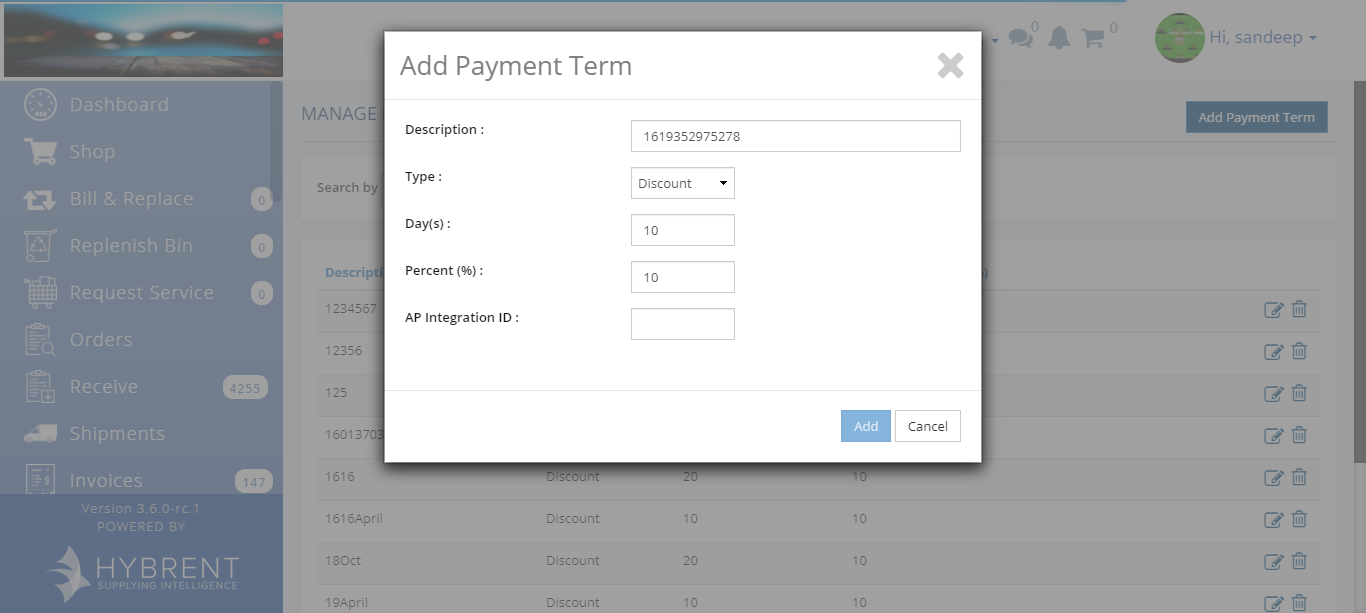 0
0
Hi, sandeep
Add Payment Term
Dashboard
Shop
Bill & Replace 0
Replenish Bin 0
Request Service 0
Orders
Receive 4255
Shipments
Invoices 147
Version 3.6.0-rc.1
POWERED BY
HYBRENT
SUPPLYING INTELLIGENCE
MANAGE
Add Payment Term
Search by
Description :
1619352975278
Type :
Discount
Day(s) :
10
Percent (%) :
10
AP Integration ID :
Add
Cancel
Descripti
)
1234567
12356
125
16013703
1616 Discount 20 10
1616April Discount 10 10
18Oct Discount 20 10
19April Discount 10 10